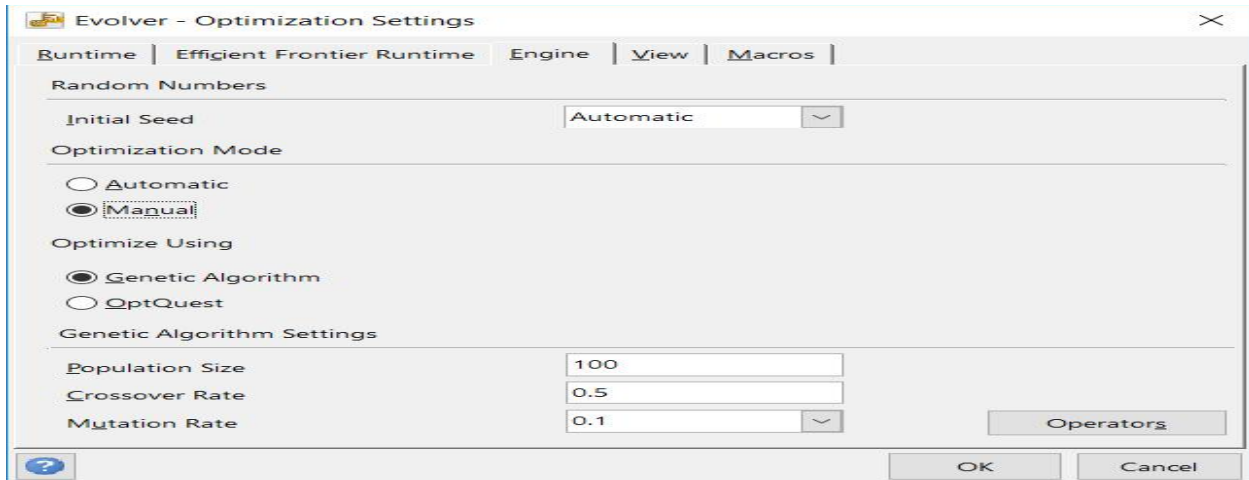 Evolver - Optimization Settings
Runtime Efficient Frontier Runtime Engine View Macros
Random Numbers
Initial Seed Automatic
Optimization Mode
Automatic
Manual
Optimize Using
Genetic Algorithm
OptQuest
Genetic Algorithm Settings
Population Size 100
Crossover Rate 0.5
Mutation Rate 0.1 Operators
? OK Cancel